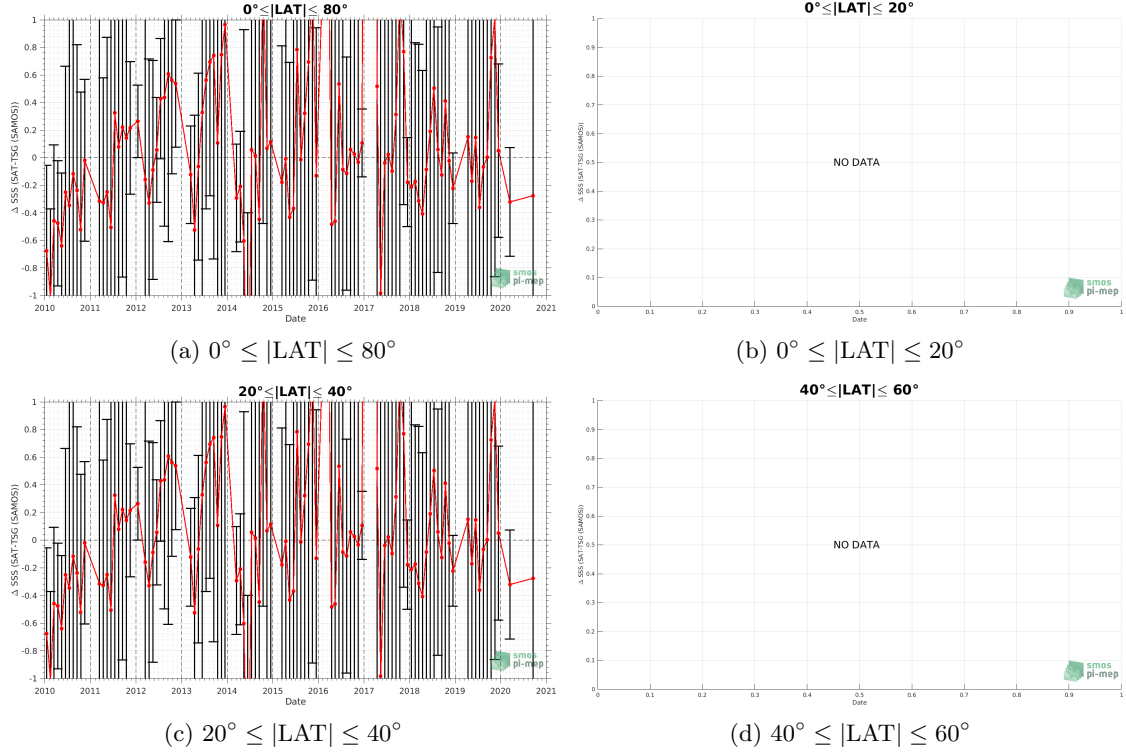 0°≤|LAT|≤ 80°
Δ SSS (SAT-TSG (SAMOS))
1
0.8
0.6
0.4
0.2
0
-0.2
-0.4
-0.6
-0.8
-1
2010 2011 2012 2013 2014 2015 2016 2017 2018 2019 2020 2021
Date
smos
pi-mep
(a) 0° ≤ |LAT| ≤ 80°
0°≤|LAT|≤ 20°
Δ SSS (SAT-TSG (SAMOS))
1
0.9
0.8
0.7
0.6
0.5
0.4
0.3
0.2
0.1
0
NO DATA
0 0.1 0.2 0.3 0.4 0.5 0.6 0.7 0.8 0.9 1
Date
smos
pi-mep
(b) 0° ≤ |LAT| ≤ 20°
20°≤|LAT|≤ 40°
Δ SSS (SAT-TSG (SAMOS))
1
0.8
0.6
0.4
0.2
0
-0.2
-0.4
-0.6
-0.8
-1
2010 2011 2012 2013 2014 2015 2016 2017 2018 2019 2020 2021
Date
smos
pi-mep
(c) 20° ≤ |LAT| ≤ 40°
40°≤|LAT|≤ 60°
Δ SSS (SAT-TSG (SAMOS))
1
0.9
0.8
0.7
0.6
0.5
0.4
0.3
0.2
0.1
0
NO DATA
0 0.1 0.2 0.3 0.4 0.5 0.6 0.7 0.8 0.9 1
Date
smos
pi-mep
(d) 40° ≤ |LAT| ≤ 60°